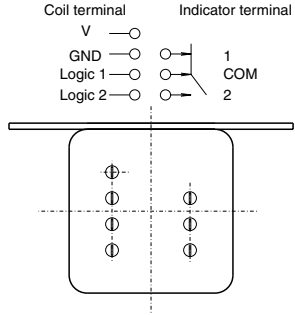 Coil terminal Indicator terminal
V
GND 1
Logic 1 COM
Logic 2 2